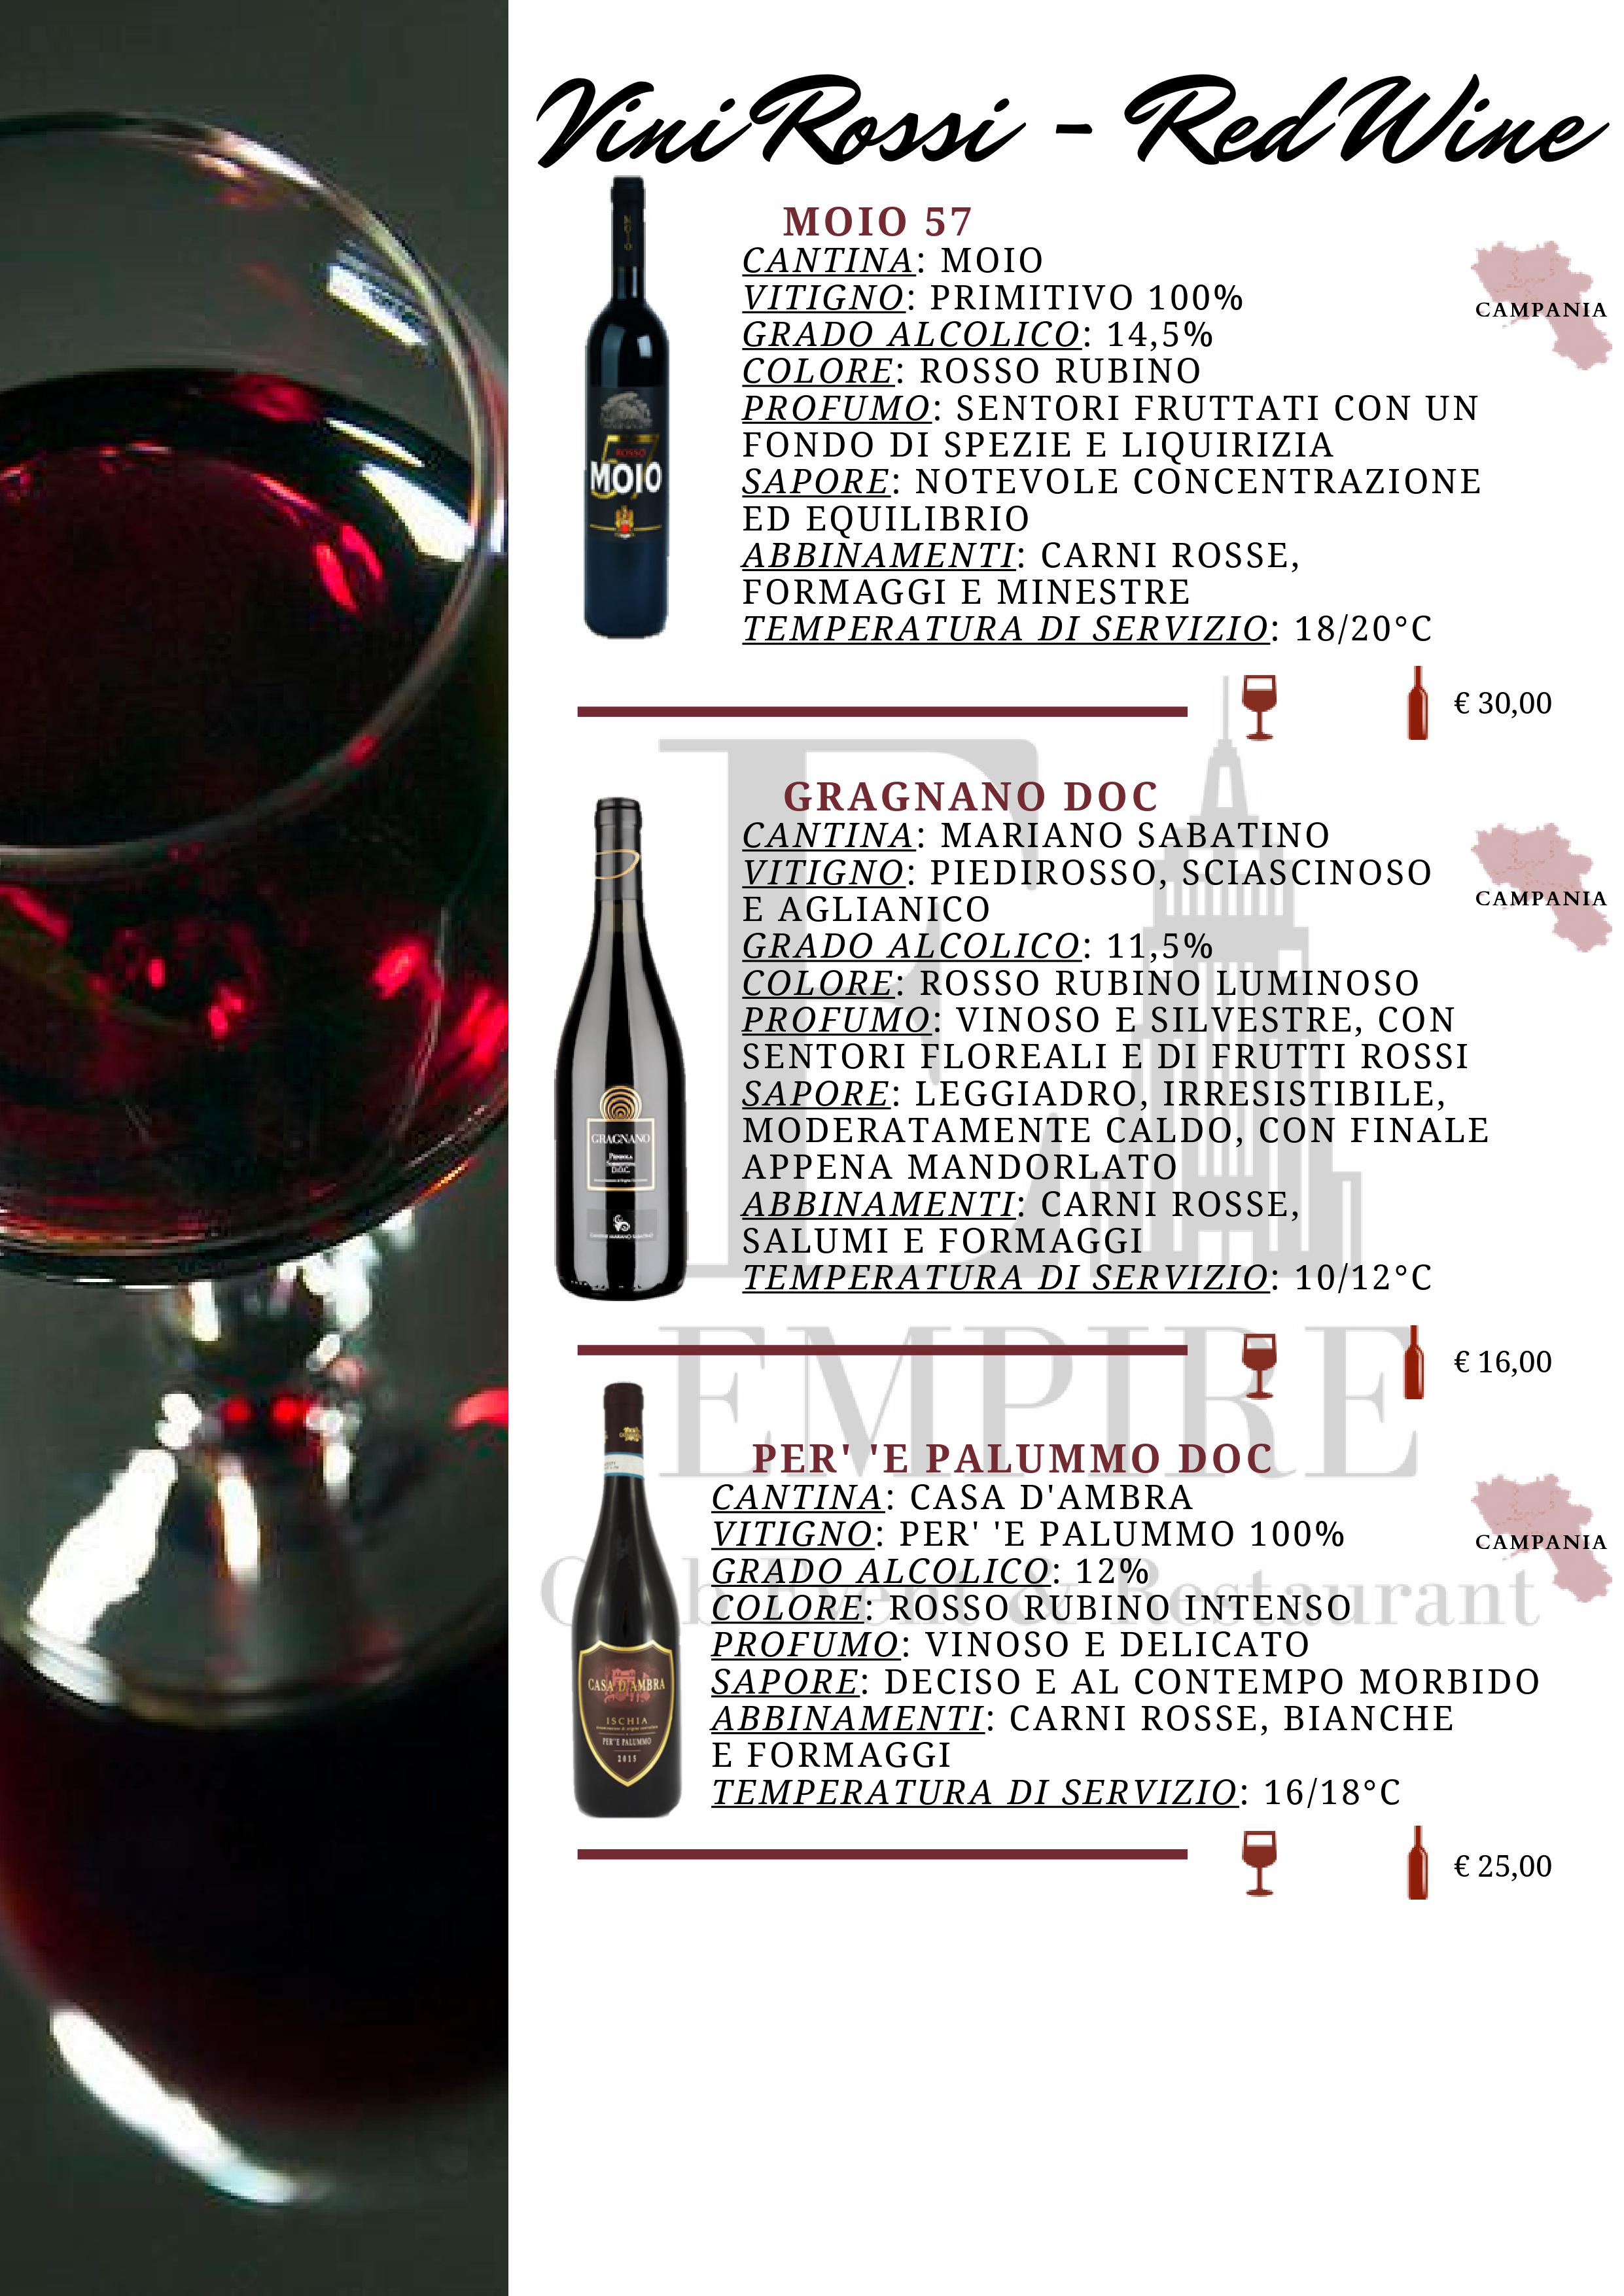 Vini Rossi - Red Wine
MOIO 57
CANTINA: MOIO
VITIGNO: PRIMITIVO 100%
GRADO ALCOLICO: 14,5%
COLORE: ROSSO RUBINO
PROFUMO: SENTORI FRUTTATI CON UN
FONDO DI SPEZIE E LIQUIRIZIA
SAPORE: NOTEVOLE CONCENTRAZIONE
ED EQUILIBRIO
ABBINAMENTI: CARNI ROSSE,
FORMAGGI E MINESTRE
TEMPERATURA DI SERVIZIO: 18/20°C
CAMPANIA
MOIO
57
ROSSO
MOIO
€ 30,00
GRAGNANO DOC
CANTINA: MARIANO SABATINO
VITIGNO: PIEDIROSSO, SCIASCINOSO
E AGLIANICO
GRADO ALCOLICO: 11,5%
COLORE: ROSSO RUBINO LUMINOSO
PROFUMO: VINOSO E SILVESTRE, CON
SENTORI FLOREALI E DI FRUTTI ROSSI
SAPORE: LEGGIADRO, IRRESISTIBILE,
MODERATAMENTE CALDO, CON FINALE
APPENA MANDORLATO
ABBINAMENTI: CARNI ROSSE,
SALUMI E FORMAGGI
TEMPERATURA DI SERVIZIO: 10/12°C
CAMPANIA
GRAGNANO
D.O.C.
€ 16,00
E
EMPIRE
Event & Restaurant
PER' 'E PALUMMO DOC
CANTINA: CASA D'AMBRA
VITIGNO: PER' 'E PALUMMO 100%
GRADO ALCOLICO: 12%
COLORE: ROSSO RUBINO INTENSO
PROFUMO: VINOSO E DELICATO
SAPORE: DECISO E AL CONTEMPO MORBIDO
ABBINAMENTI: CARNI ROSSE, BIANCHE
E FORMAGGI
TEMPERATURA DI SERVIZIO: 16/18°C
CAMPANIA
CASA D'AMBRA
ISCHIA
PER' 'E PALUMMO
2015
€ 25,00